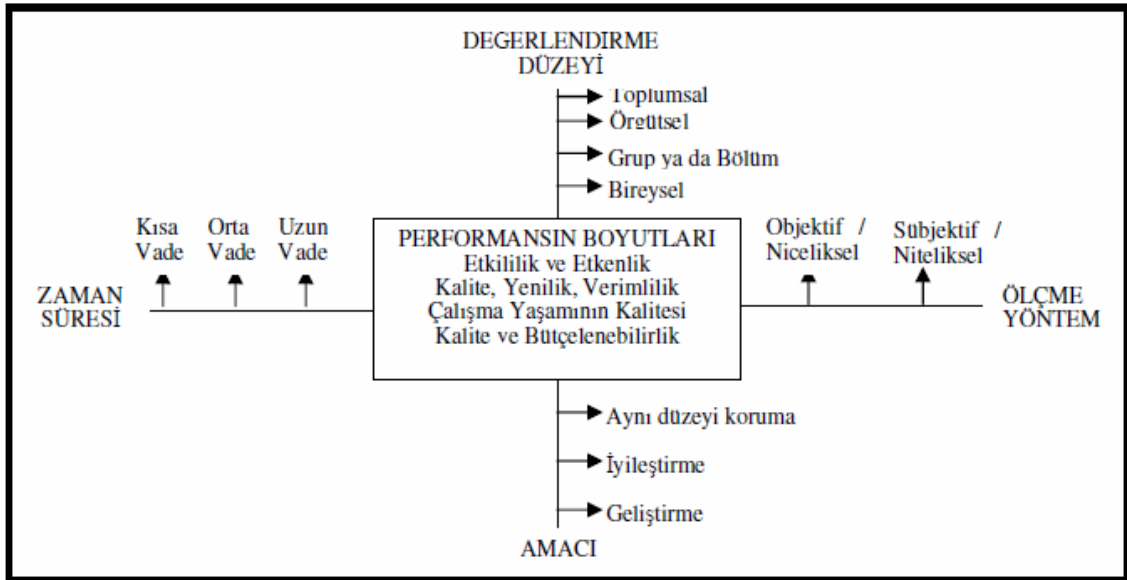 DEGERLENDIRME
DÜZEYİ
Toplumsal
Örgütsel
Grup ya da Bölüm
Bireysel
Kısa
Vade
Orta
Vade
Uzun
Vade
PERFORMANSIN BOYUTLARI
Etkililik ve Etkenlik
Kalite, Yenilik, Verimlilik
Çalışma Yaşamının Kalitesi
Kalite ve Bütçelenebilirlik
Objektif /
Niceliksel
Sübjektif /
Niteliksel
ZAMAN
SÜRESİ
ÖLÇME
YÖNTEM
Aynı düzeyi koruma
İyileştirme
Geliştirme
AMACI